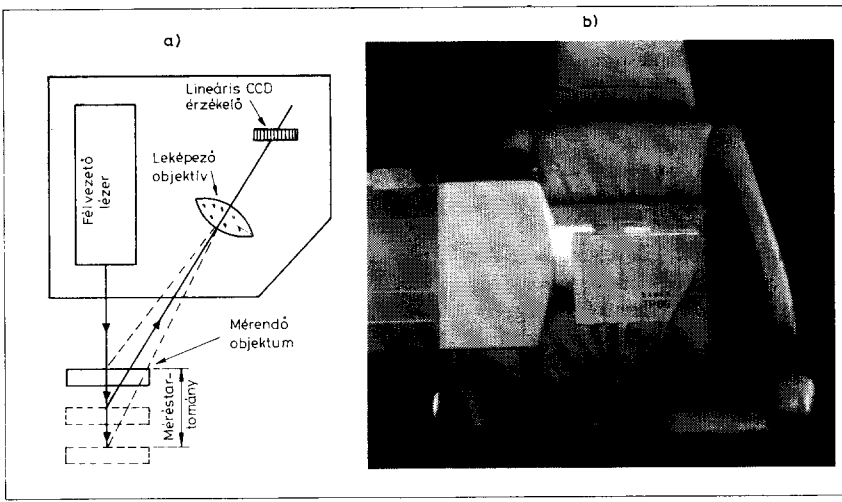 a)
b)
Lineáris CCD
érzékelő
Leképező
objektív
Félvezető
lézer
Mérendő
objektum
Méréstar-
tomány